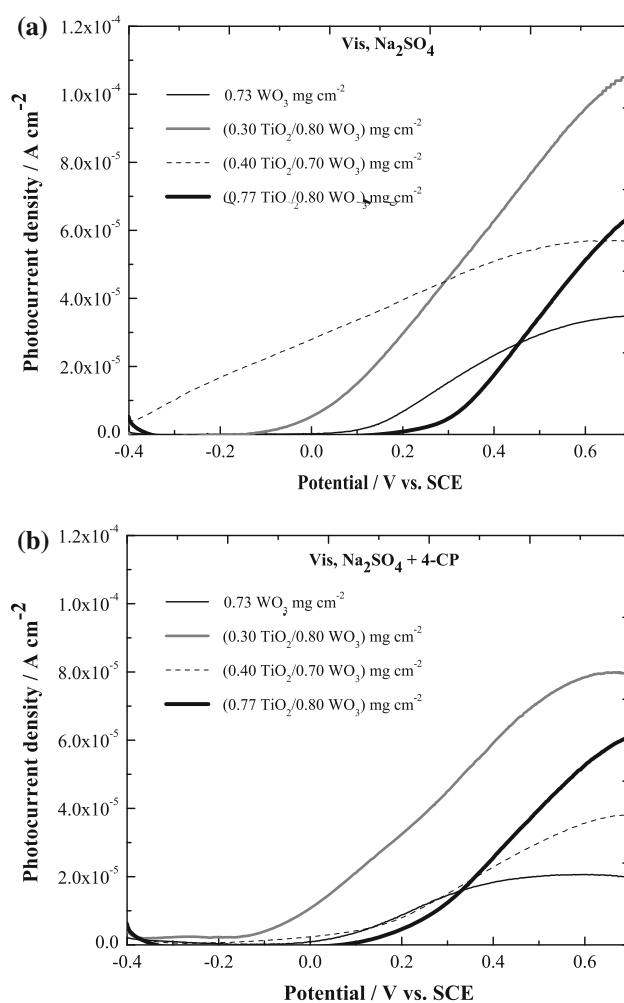 (a)
Vis, Na₂SO₄
0.73 WO₃ mg cm⁻²
(0.30 TiO₂/0.80 WO₃) mg cm⁻²
(0.40 TiO₂/0.70 WO₃) mg cm⁻²
(0.77 TiO₂/0.80 WO₃) mg cm⁻²
Photocurrent density / A cm⁻²
1.2x10⁻⁴
1.0x10⁻⁴
8.0x10⁻⁵
6.0x10⁻⁵
4.0x10⁻⁵
2.0x10⁻⁵
0.0
-0.4 -0.2 0.0 0.2 0.4 0.6
Potential / V vs. SCE
(b)
Vis, Na₂SO₄ + 4-CP
0.73 WO₃ mg cm⁻²
(0.30 TiO₂/0.80 WO₃) mg cm⁻²
(0.40 TiO₂/0.70 WO₃) mg cm⁻²
(0.77 TiO₂/0.80 WO₃) mg cm⁻²
Photocurrent density / A cm⁻²
1.2x10⁻⁴
1.0x10⁻⁴
8.0x10⁻⁵
6.0x10⁻⁵
4.0x10⁻⁵
2.0x10⁻⁵
0.0
-0.4 -0.2 0.0 0.2 0.4 0.6
Potential / V vs. SCE